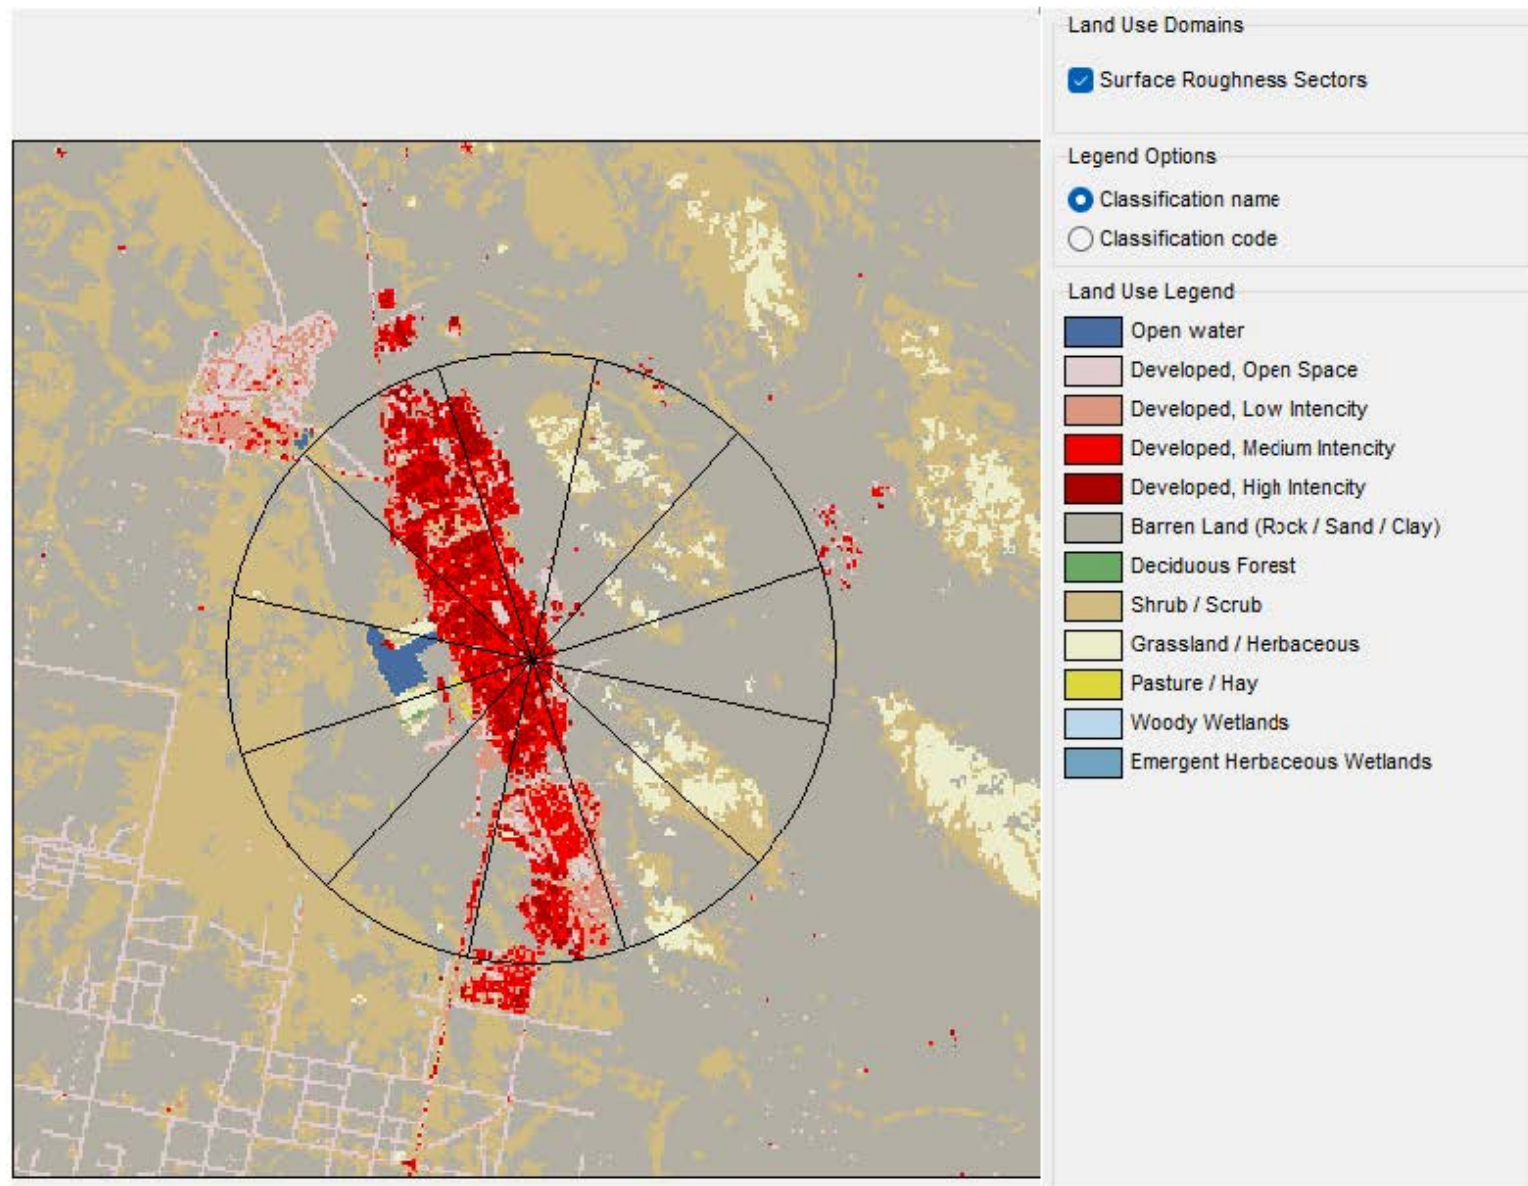 Land Use Domains
Surface Roughness Sectors
Legend Options
Classification name
Classification code
Land Use Legend
Open water
Developed, Open Space
Developed, Low Intencity
Developed, Medium Intencity
Developed, High Intencity
Barren Land (Rock / Sand / Clay)
Deciduous Forest
Shrub / Scrub
Grassland / Herbaceous
Pasture / Hay
Woody Wetlands
Emergent Herbaceous Wetlands